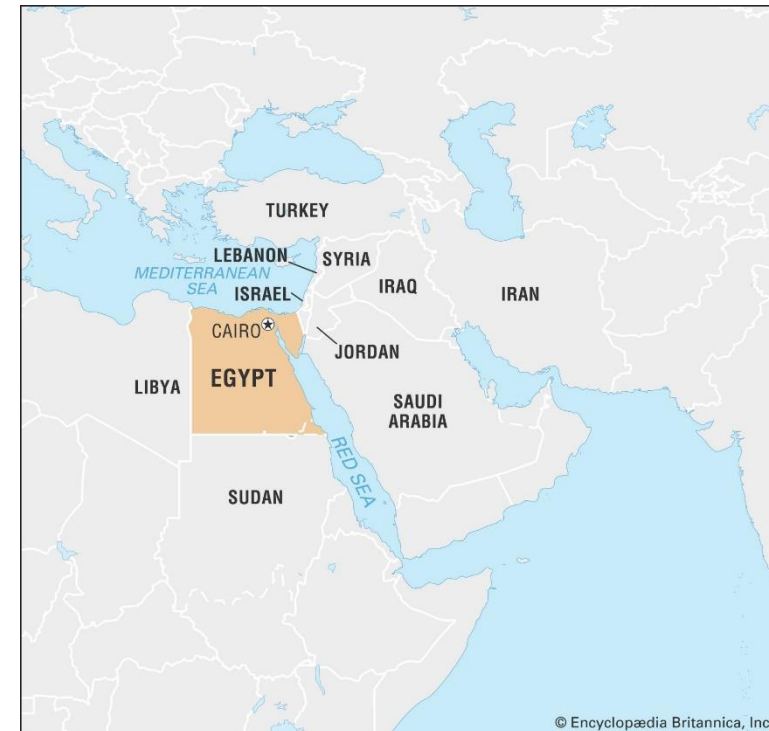 TURKEY
LEBANON
SYRIA
MEDITERRANEAN
SEA
ISRAEL
IRAQ
IRAN
CAIRO
JORDAN
LIBYA
EGYPT
SAUDI
ARABIA
RED SEA
SUDAN
© Encyclopædia Britannica, Inc.